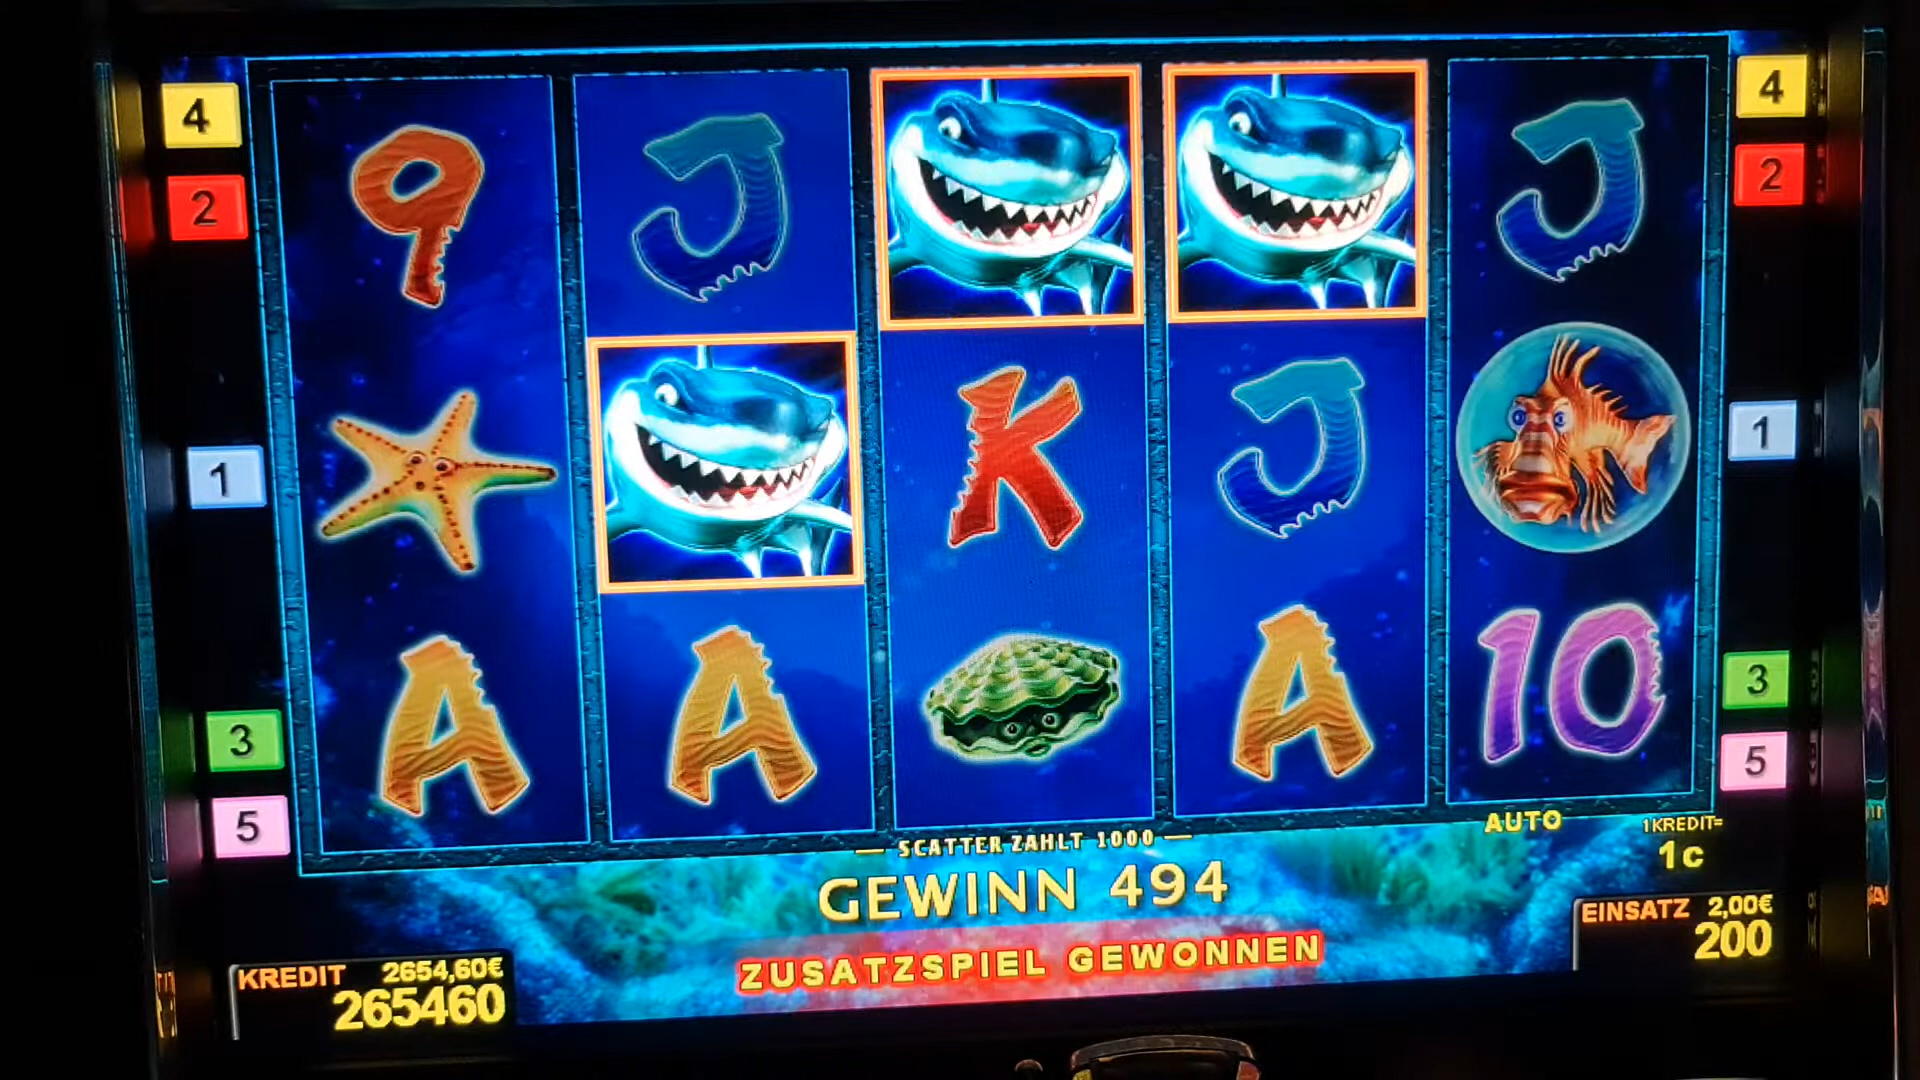 4
4
2
2
9
J
J
1
K
J
1
A
A
A
10
3
3
5
5
SCATTER ZAHLT 1000
AUTO
1KREDIT=
1c
GEWINN 494
EINSATZ 2,00€
200
ZUSATZSPIEL GEWONNEN
KREDIT 2654,60€
265460